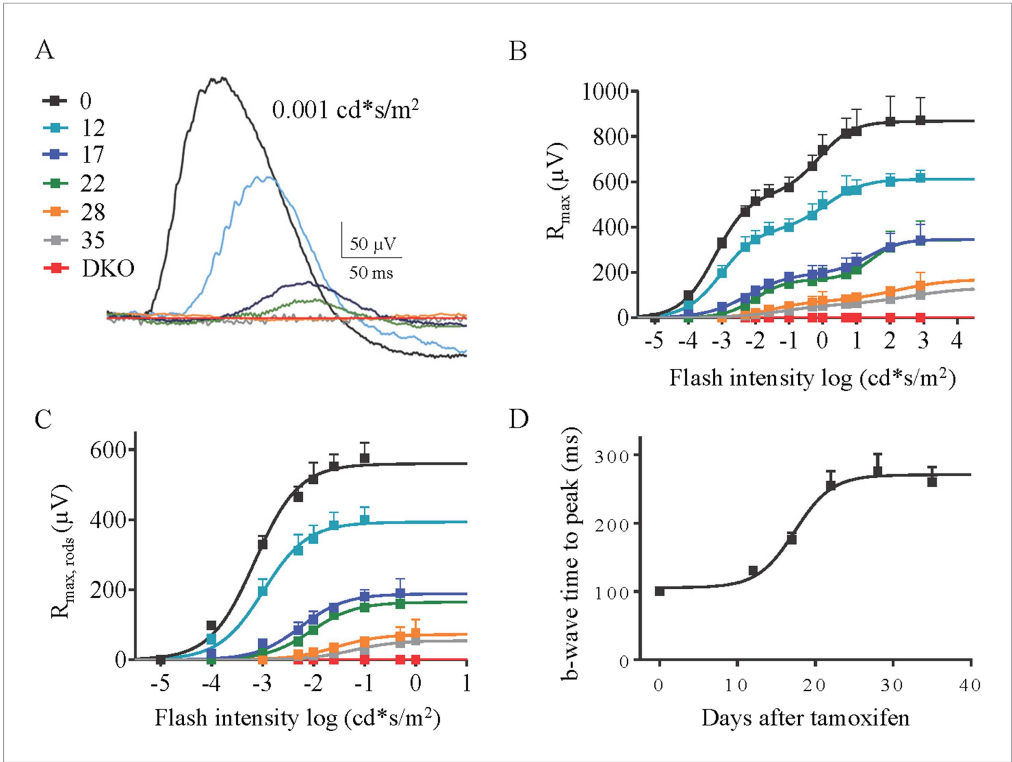 A
0.001 cd*s/m2
0
12
17
22
28
35
DKO
50 μV
50 ms
B
Rmax (μV)
1000
800
600
400
200
0
-5 -4 -3 -2 -1 0 1 2 3 4
Flash intensity log (cd*s/m2)
C
Rmax, rods (μV)
600
400
200
0
-5 -4 -3 -2 -1 0 1
Flash intensity log (cd*s/m2)
D
b-wave time to peak (ms)
300
200
100
0
0 10 20 30 40
Days after tamoxifen